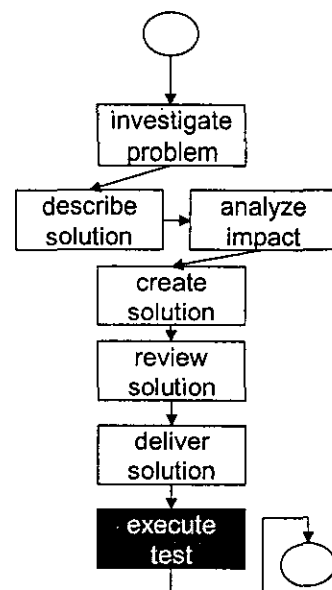 investigate
problem
describe
solution
analyze
impact
create
solution
review
solution
deliver
solution
execute
test